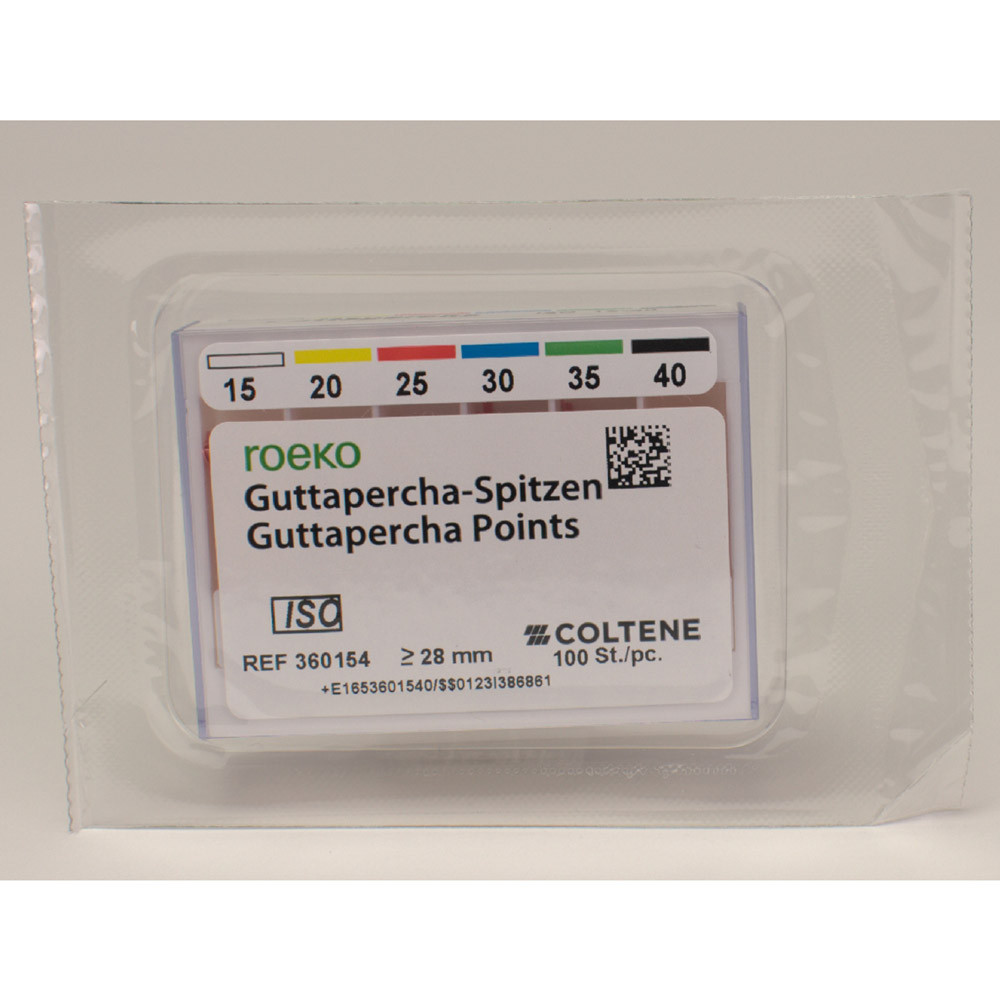 15 20 25 30 35 40
roeko
Guttapercha-Spitzen
Guttapercha Points
ISO
COLTENE
REF 360154 ≥ 28 mm 100 St./pc.
+E1653601540/$$0123I386861